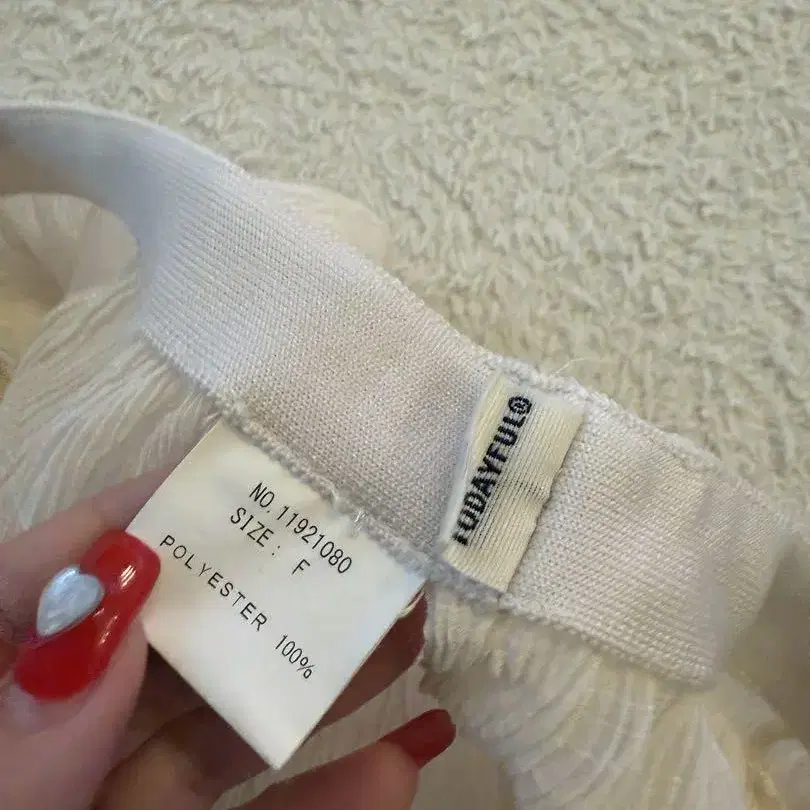 TODAYFUL®
NO.11921080
SIZE: F
POLYESTER 100%